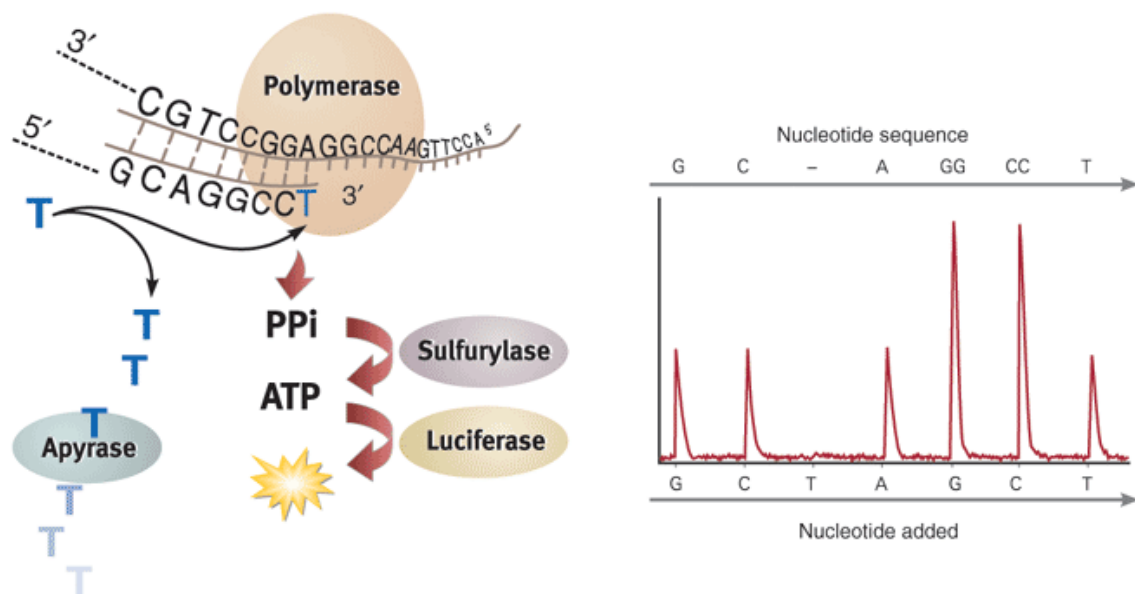 3′
Polymerase
CGTCCGGAGGCCAAGTTCCA 5′
5′
GCAGGCCT 3′
T
T
T
T
Apyrase
T
T
T
PPi
Sulfurylase
ATP
Luciferase
Nucleotide sequence
G C – A GG CC T
G C T A G C T
Nucleotide added